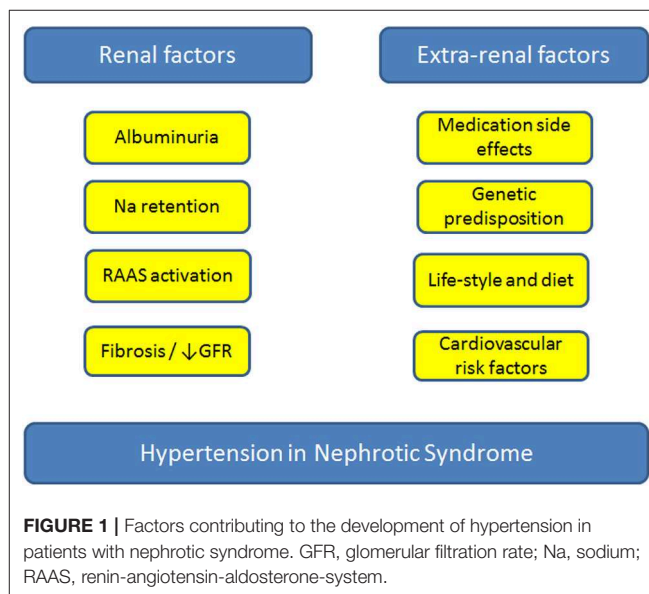 Renal factors
Albuminuria
Na retention
RAAS activation
Fibrosis / ↓GFR
Extra-renal factors
Medication side
effects
Genetic
predisposition
Life-style and diet
Cardiovascular
risk factors
Hypertension in Nephrotic Syndrome
FIGURE 1 | Factors contributing to the development of hypertension in
patients with nephrotic syndrome. GFR, glomerular filtration rate; Na, sodium;
RAAS, renin-angiotensin-aldosterone-system.